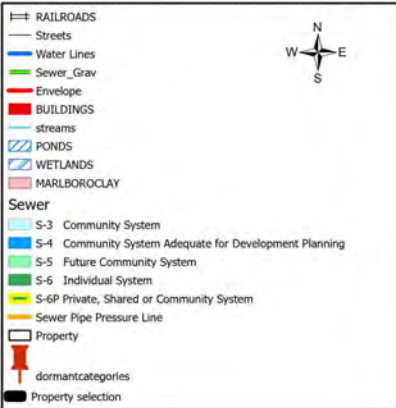 RAILROADS
Streets
Water Lines
Sewer_Grav
Envelope
BUILDINGS
streams
PONDS
WETLANDS
MARLBOROCLAY
Sewer
S-3 Community System
S-4 Community System Adequate for Development Planning
S-5 Future Community System
S-6 Individual System
S-6P Private, Shared or Community System
Sewer Pipe Pressure Line
Property
dormantcategories
Property selection
N
W E
S